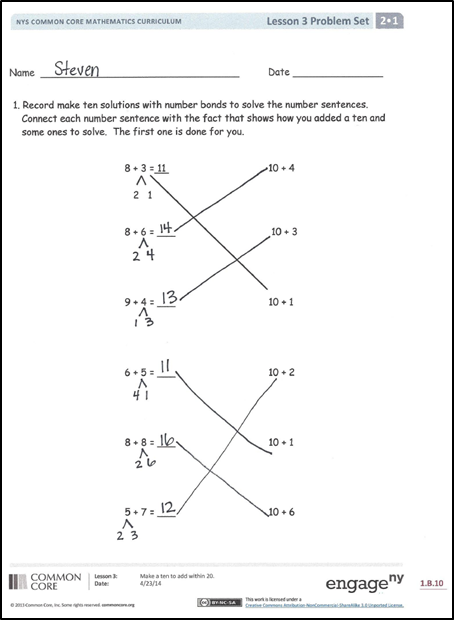 NYS COMMON CORE MATHEMATICS CURRICULUM Lesson 3 Problem Set 2•1
Name Steven Date
1. Record make ten solutions with number bonds to solve the number sentences.
Connect each number sentence with the fact that shows how you added a ten and
some ones to solve. The first one is done for you.
8 + 3 = 11 10 + 4
2 1
8 + 6 = 14 10 + 3
2 4
9 + 4 = 13 10 + 1
1 3
6 + 5 = 11 10 + 2
4 1
8 + 8 = 16 10 + 1
2 6
5 + 7 = 12 10 + 6
2 3
COMMON CORE
Lesson 3: Make a ten to add within 20.
Date: 4/23/14
engageny 1.B.10
© 2013 Common Core, Inc. Some rights reserved. commoncore.org
CC BY-NC-SA
This work is licensed under a
Creative Commons Attribution-NonCommercial-ShareAlike 3.0 Unported License.